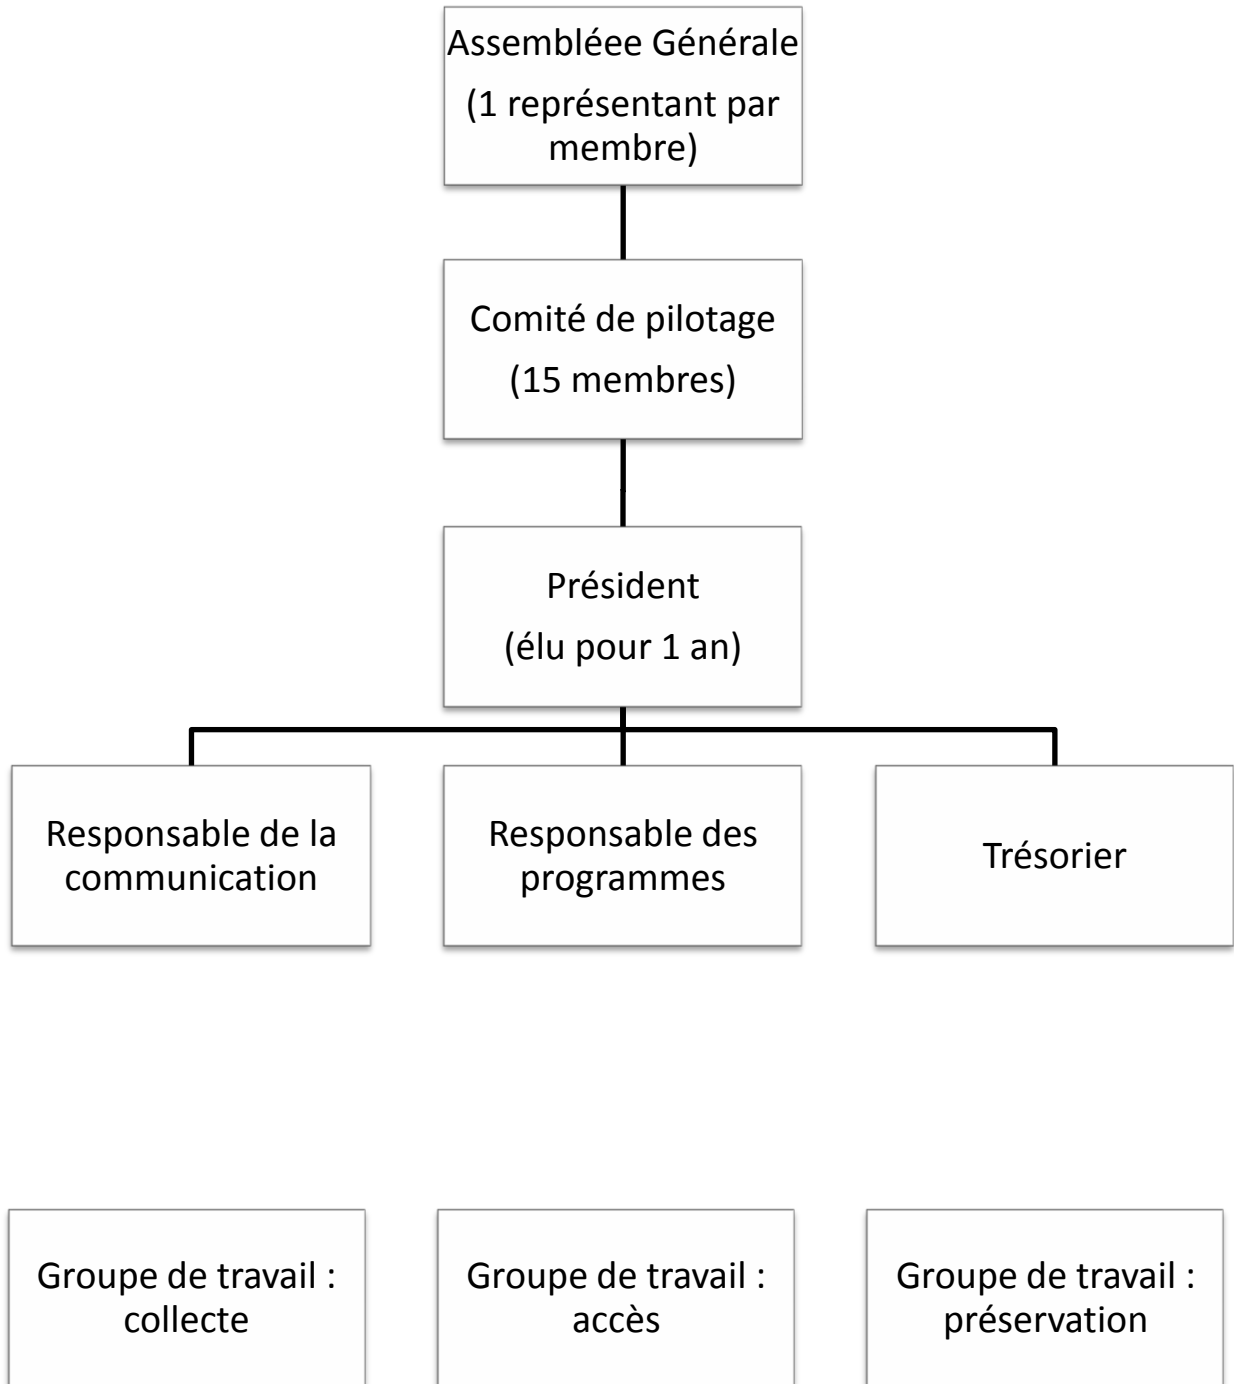 Assembléee Générale
(1 représentant par
membre)
Comité de pilotage
(15 membres)
Président
(élu pour 1 an)
Responsable de la
communication
Responsable des
programmes
Trésorier
Groupe de travail :
collecte
Groupe de travail :
accès
Groupe de travail :
préservation